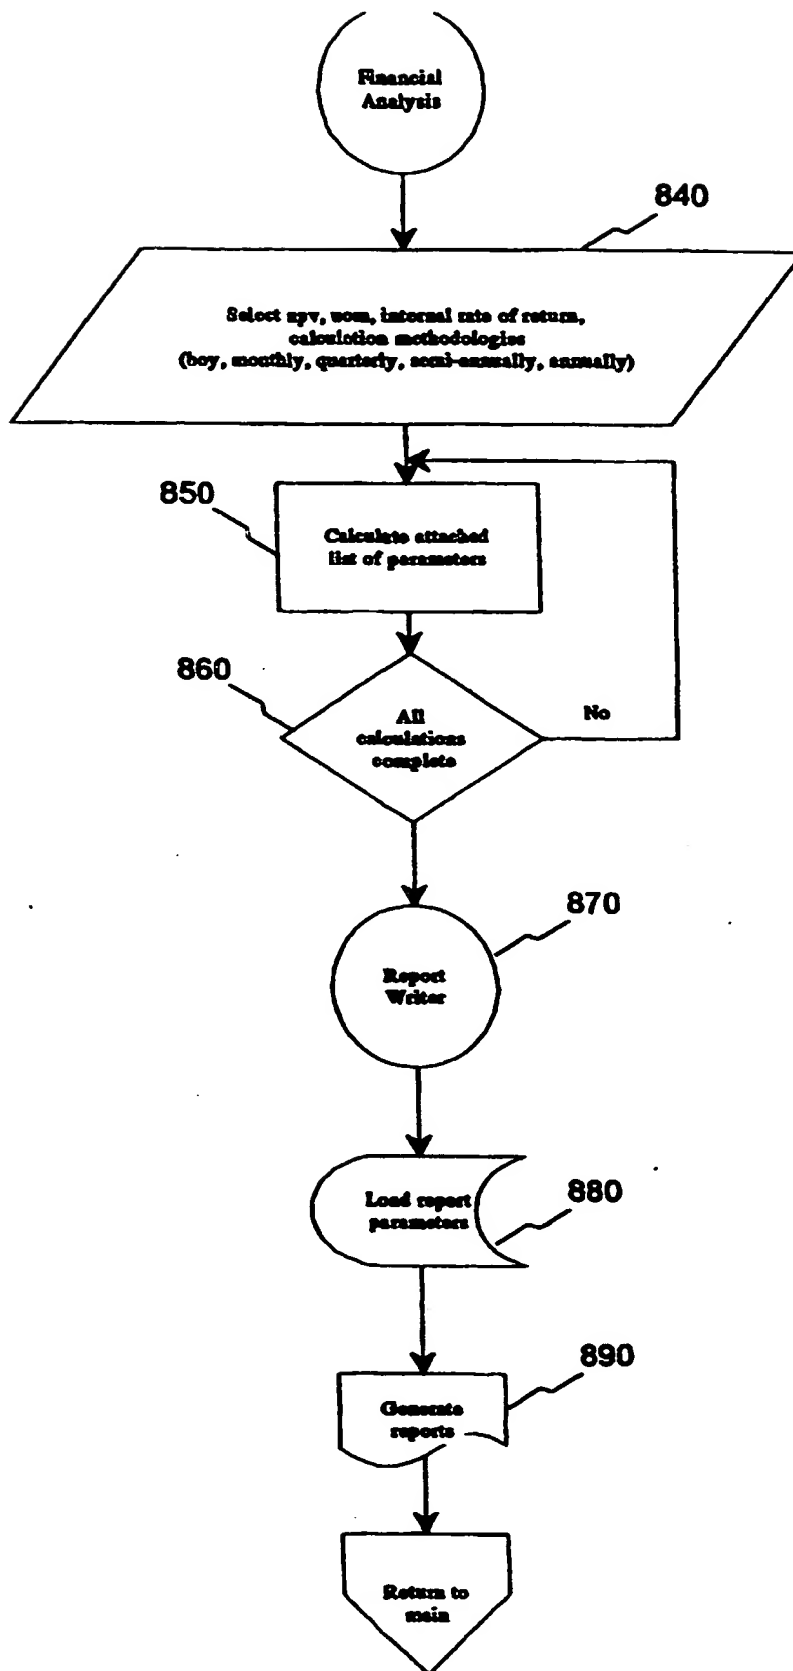 Financial
Analysis
840
Select npv, wom, internal rate of return,
calculation methodologies
(boy, monthly, quarterly, semi-annually, annually)
850
Calculate attached
list of parameters
860
All
calculations
complete
No
870
Report
Writer
880
Load report
parameters
890
Generate
reports
Return to
main